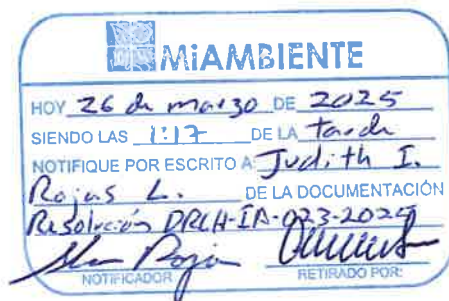 MiAMBIENTE
HOY 26 de marzo DE 2025
SIENDO LAS 1:17 DE LA tarde
NOTIFIQUE POR ESCRITO A Judith I.
Rojas L. DE LA DOCUMENTACIÓN
Resolución DRCH-IA-023-2025
NOTIFICADOR RETIRADO POR: